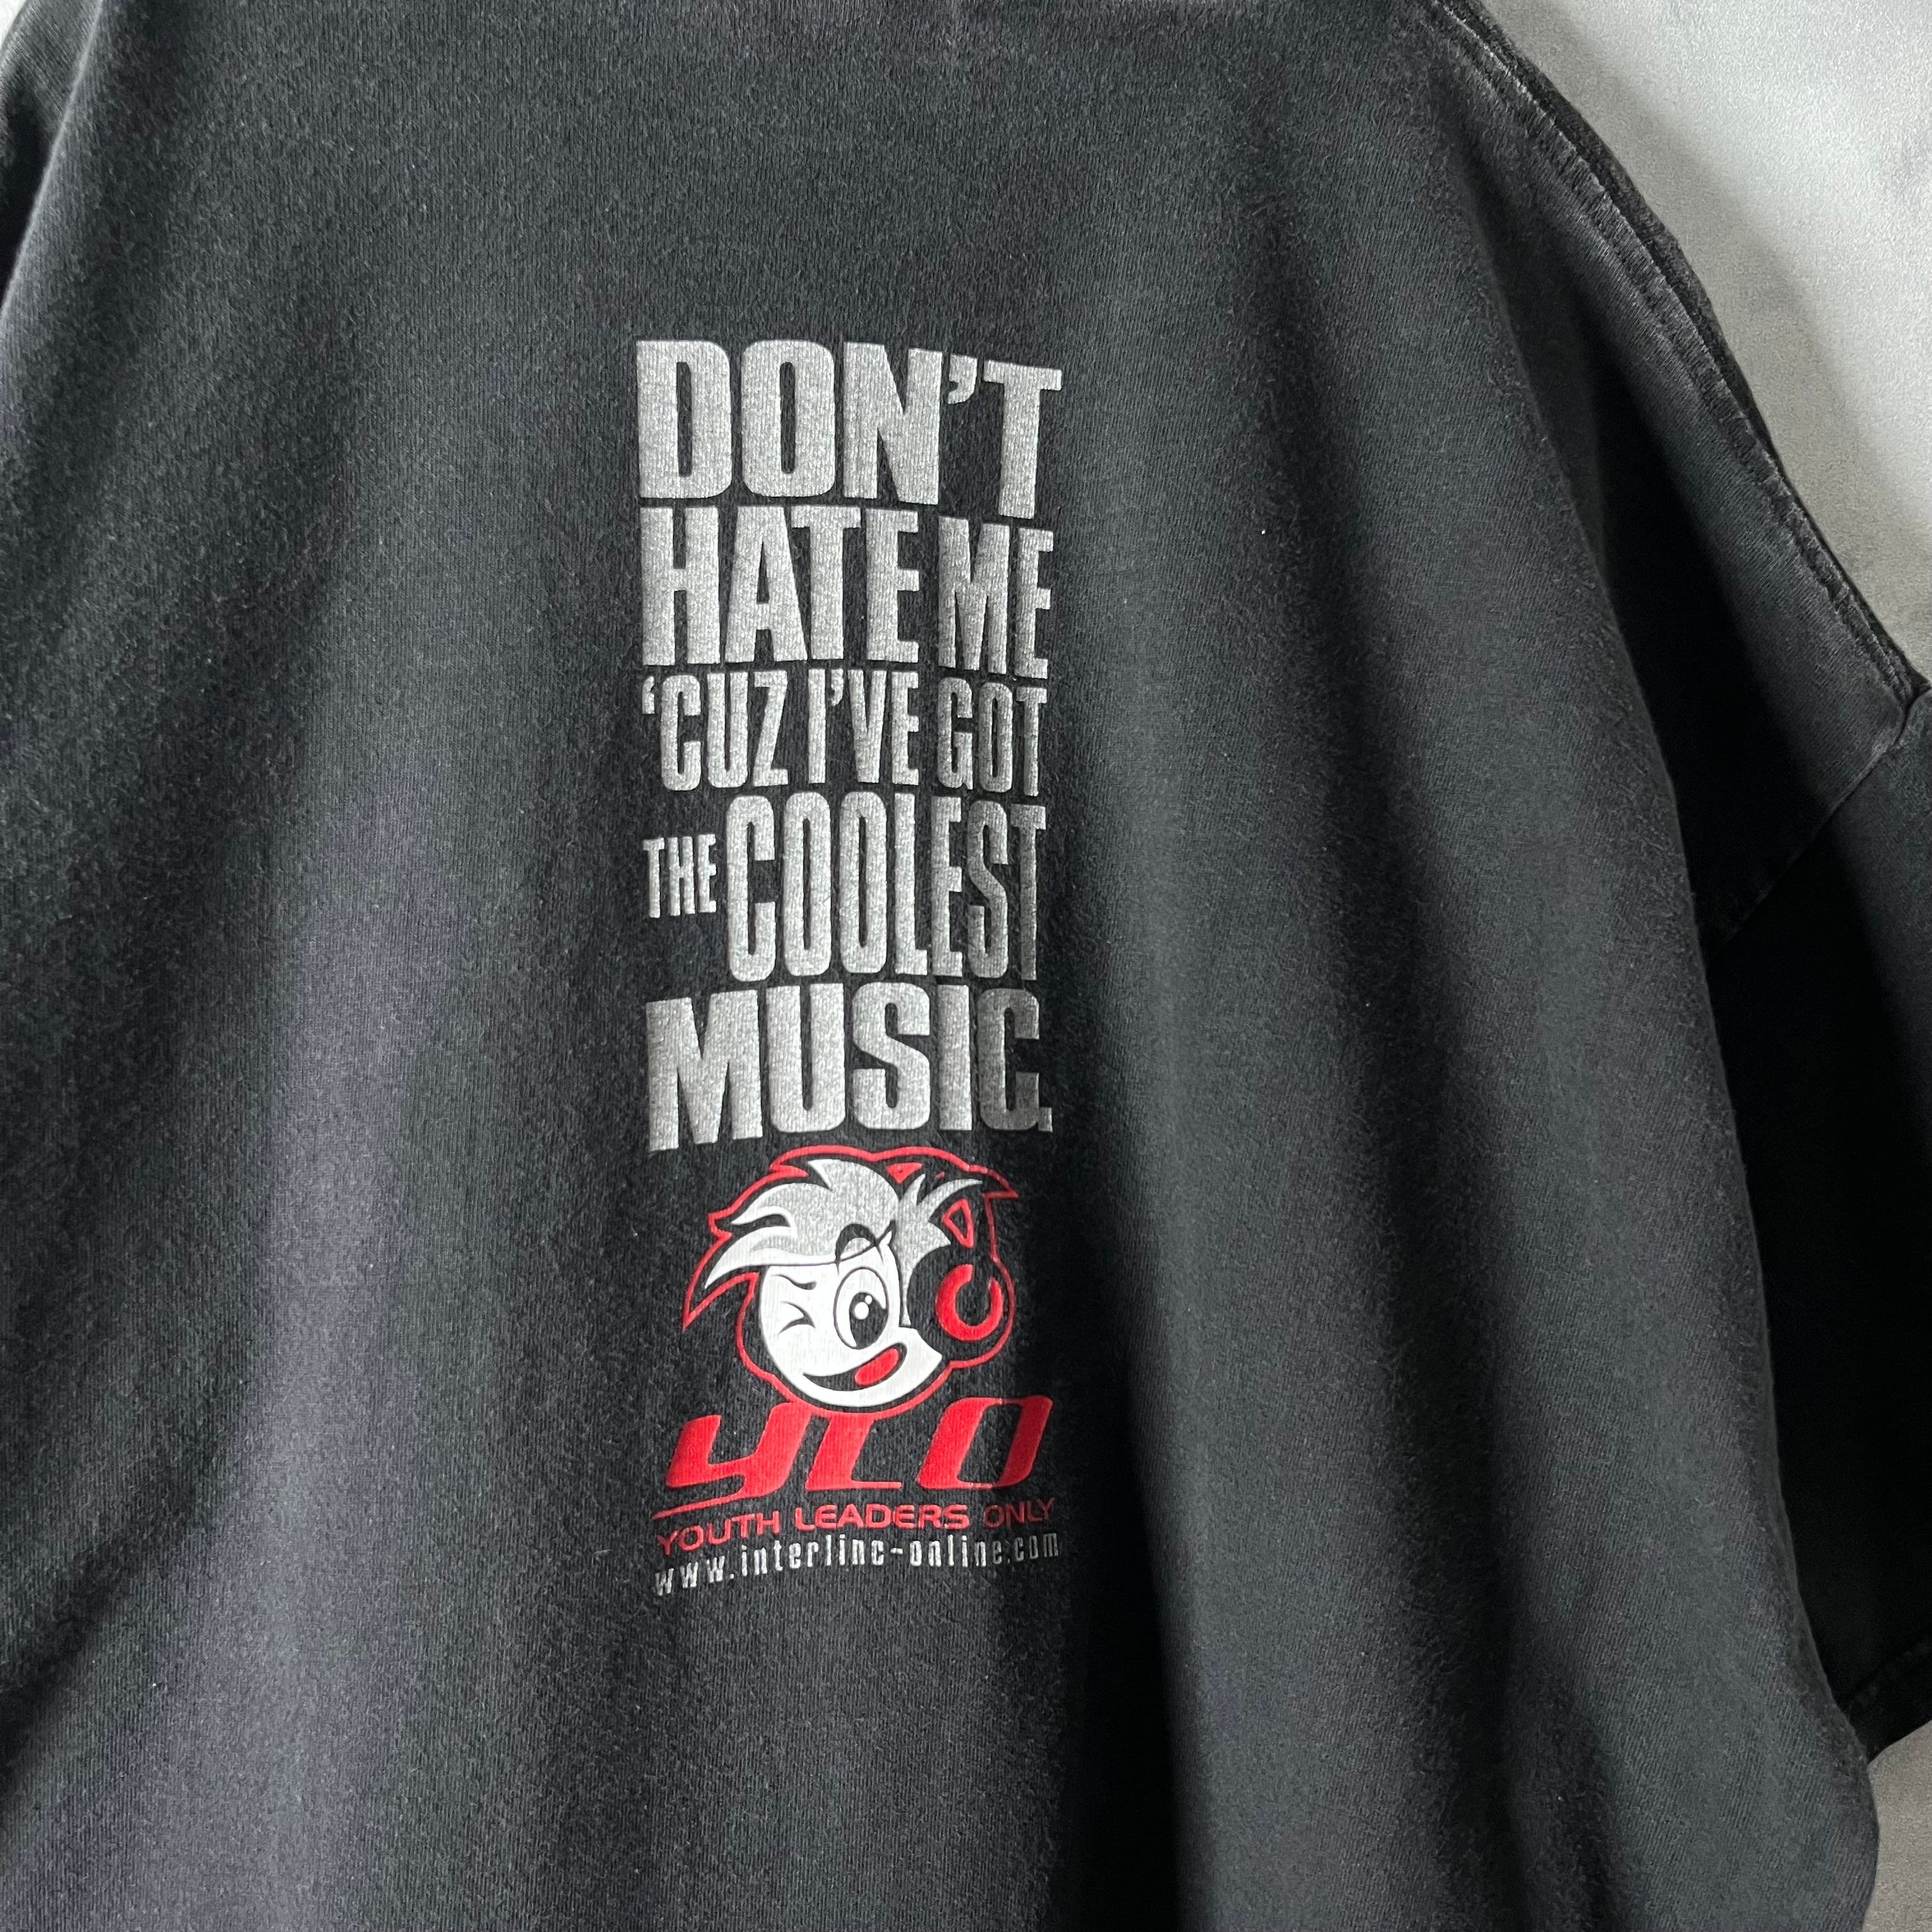 DON'T
HATE ME
'CUZ I'VE GOT
THE COOLEST
MUSIC.
YLO
YOUTH LEADERS ONLY
www.interlinc-online.com